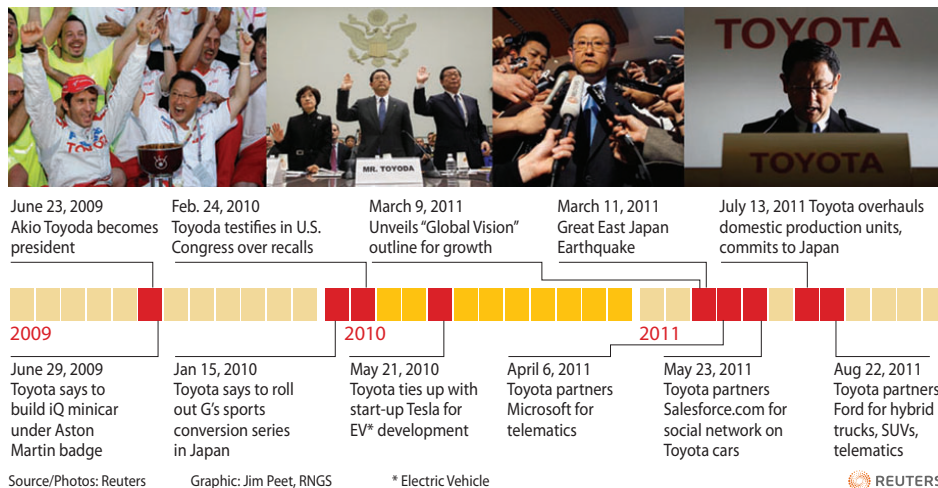 TOYOTA
MR. TOYODA
TOYOTA
June 23, 2009
Akio Toyoda becomes
president
Feb. 24, 2010
Toyoda testifies in U.S.
Congress over recalls
March 9, 2011
Unveils “Global Vision”
outline for growth
March 11, 2011
Great East Japan
Earthquake
July 13, 2011 Toyota overhauls
domestic production units,
commits to Japan
2009
2010
2011
June 29, 2009
Toyota says to
build iQ minicar
under Aston
Martin badge
Jan 15, 2010
Toyota says to roll
out G’s sports
conversion series
in Japan
May 21, 2010
Toyota ties up with
start-up Tesla for
EV* development
April 6, 2011
Toyota partners
Microsoft for
telematics
May 23, 2011
Toyota partners
Salesforce.com for
social network on
Toyota cars
Aug 22, 2011
Toyota partners
Ford for hybrid
trucks, SUVs,
telematics
Source/Photos: Reuters
Graphic: Jim Peet, RNGS
* Electric Vehicle
REUTERS